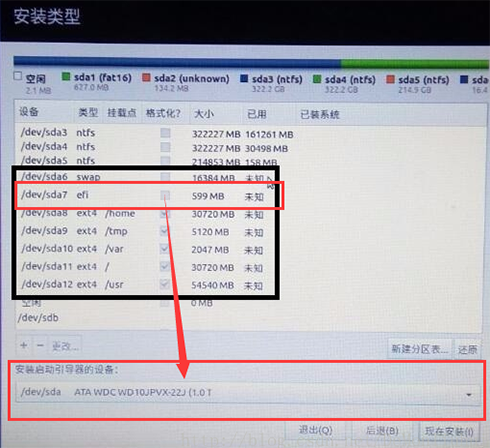 安装类型
空闲 sda1 (fat16) sda2 (unknown) sda3 (ntfs) sda4 (ntfs) sda5 (ntfs)
2.1 MB 627.0 MB 134.2 MB 322.2 GB 322.2 GB 214.9 GB 16.4
设备 类型 挂载点 格式化? 大小 已用 已装系统
/dev/sda3 ntfs 322227 MB 161261 MB
/dev/sda4 ntfs 322227 MB 30498 MB
/dev/sda5 ntfs 214853 MB 158 MB
/dev/sda6 swap 16384 MB 未知
/dev/sda7 efi 599 MB 未知
/dev/sda8 ext4 /home 30720 MB 未知
/dev/sda9 ext4 /tmp 5120 MB 未知
/dev/sda10 ext4 /var 2047 MB 未知
/dev/sda11 ext4 / 30720 MB 未知
/dev/sda12 ext4 /usr 54540 MB 未知
空闲 0 MB
/dev/sdb
+ − 更改... 新建分区表... 还原
安装启动引导器的设备:
/dev/sda ATA WDC WD10JPVX-22J (1.0 T
退出(Q) 后退(B) 现在安装(I)